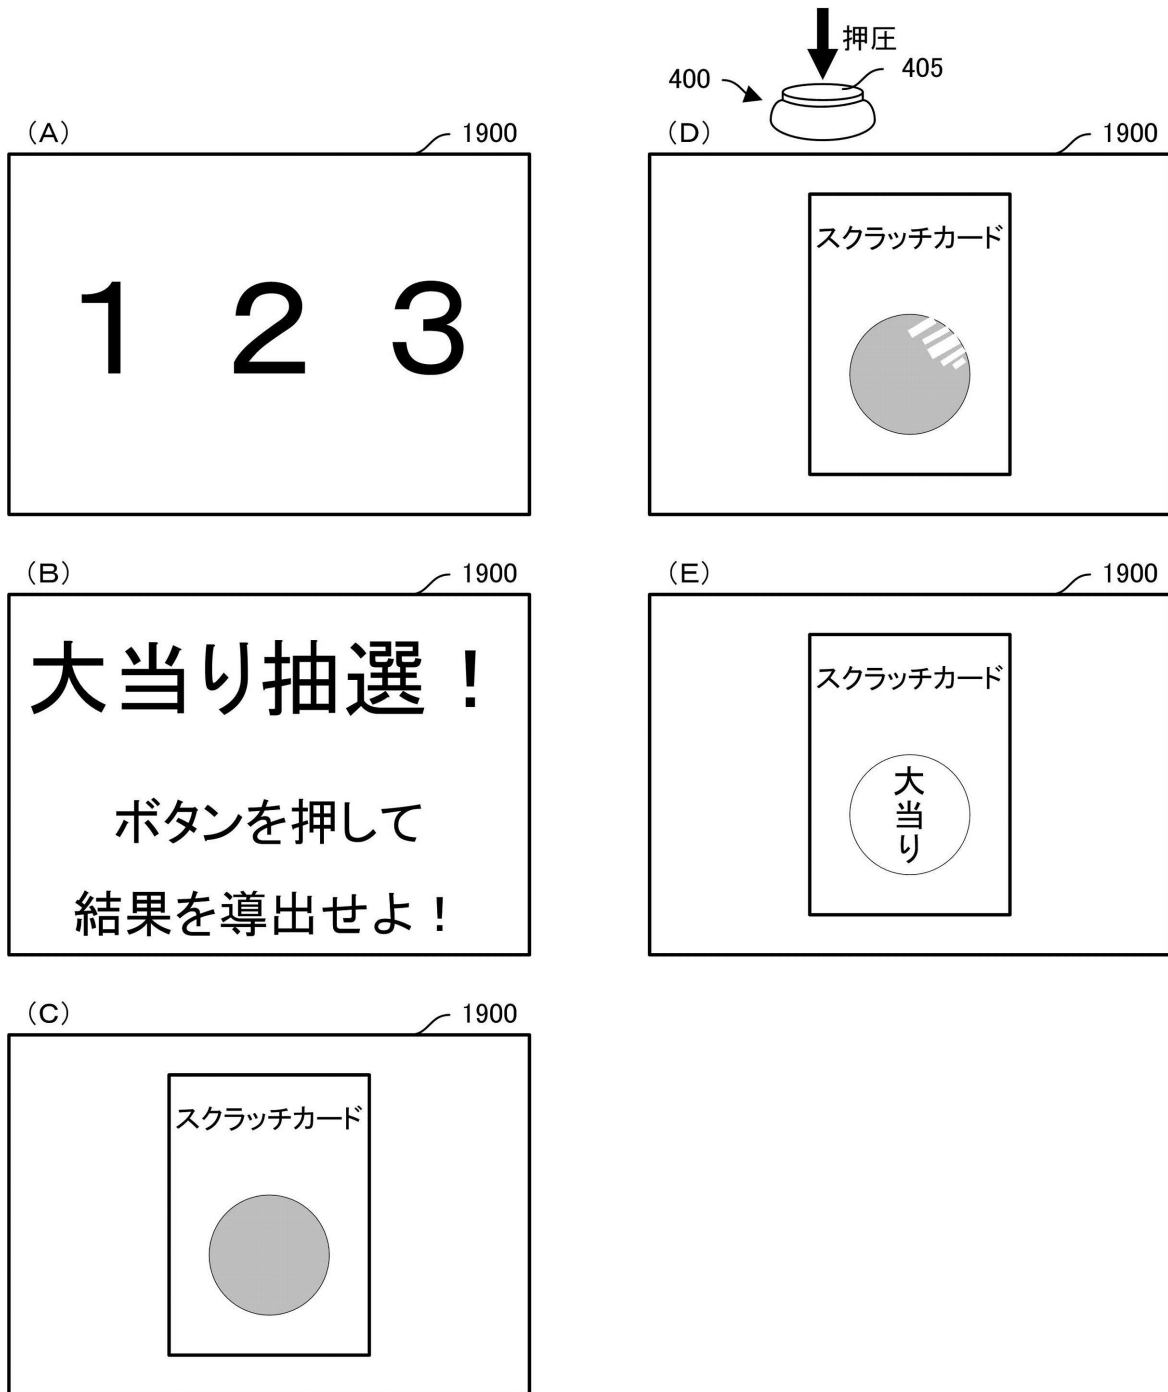 (A)
1900
1 2 3
(B)
1900
大当り抽選！
ボタンを押して
結果を導出せよ！
(C)
1900
スクラッチカード
押圧
400
405
(D)
1900
スクラッチカード
(E)
1900
スクラッチカード
大当り